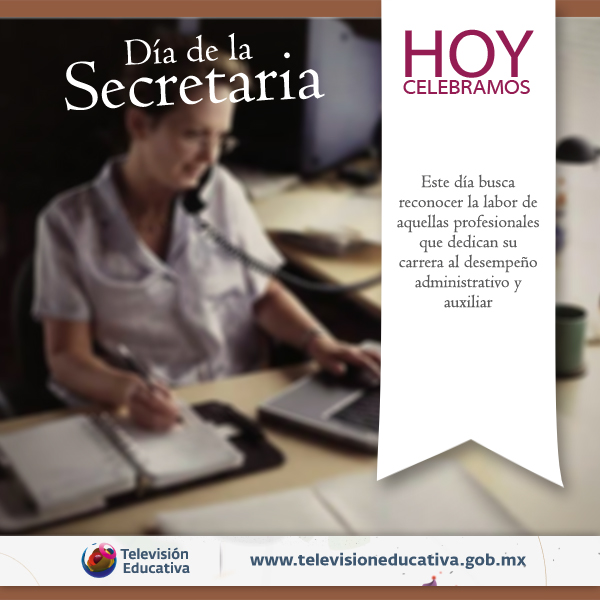 Día de la
Secretaria
HOY
CELEBRAMOS
Este día busca
reconocer la labor de
aquellas profesionales
que dedican su
carrera al desempeño
administrativo y
auxiliar
Televisión
Educativa
www.televisioneducativa.gob.mx